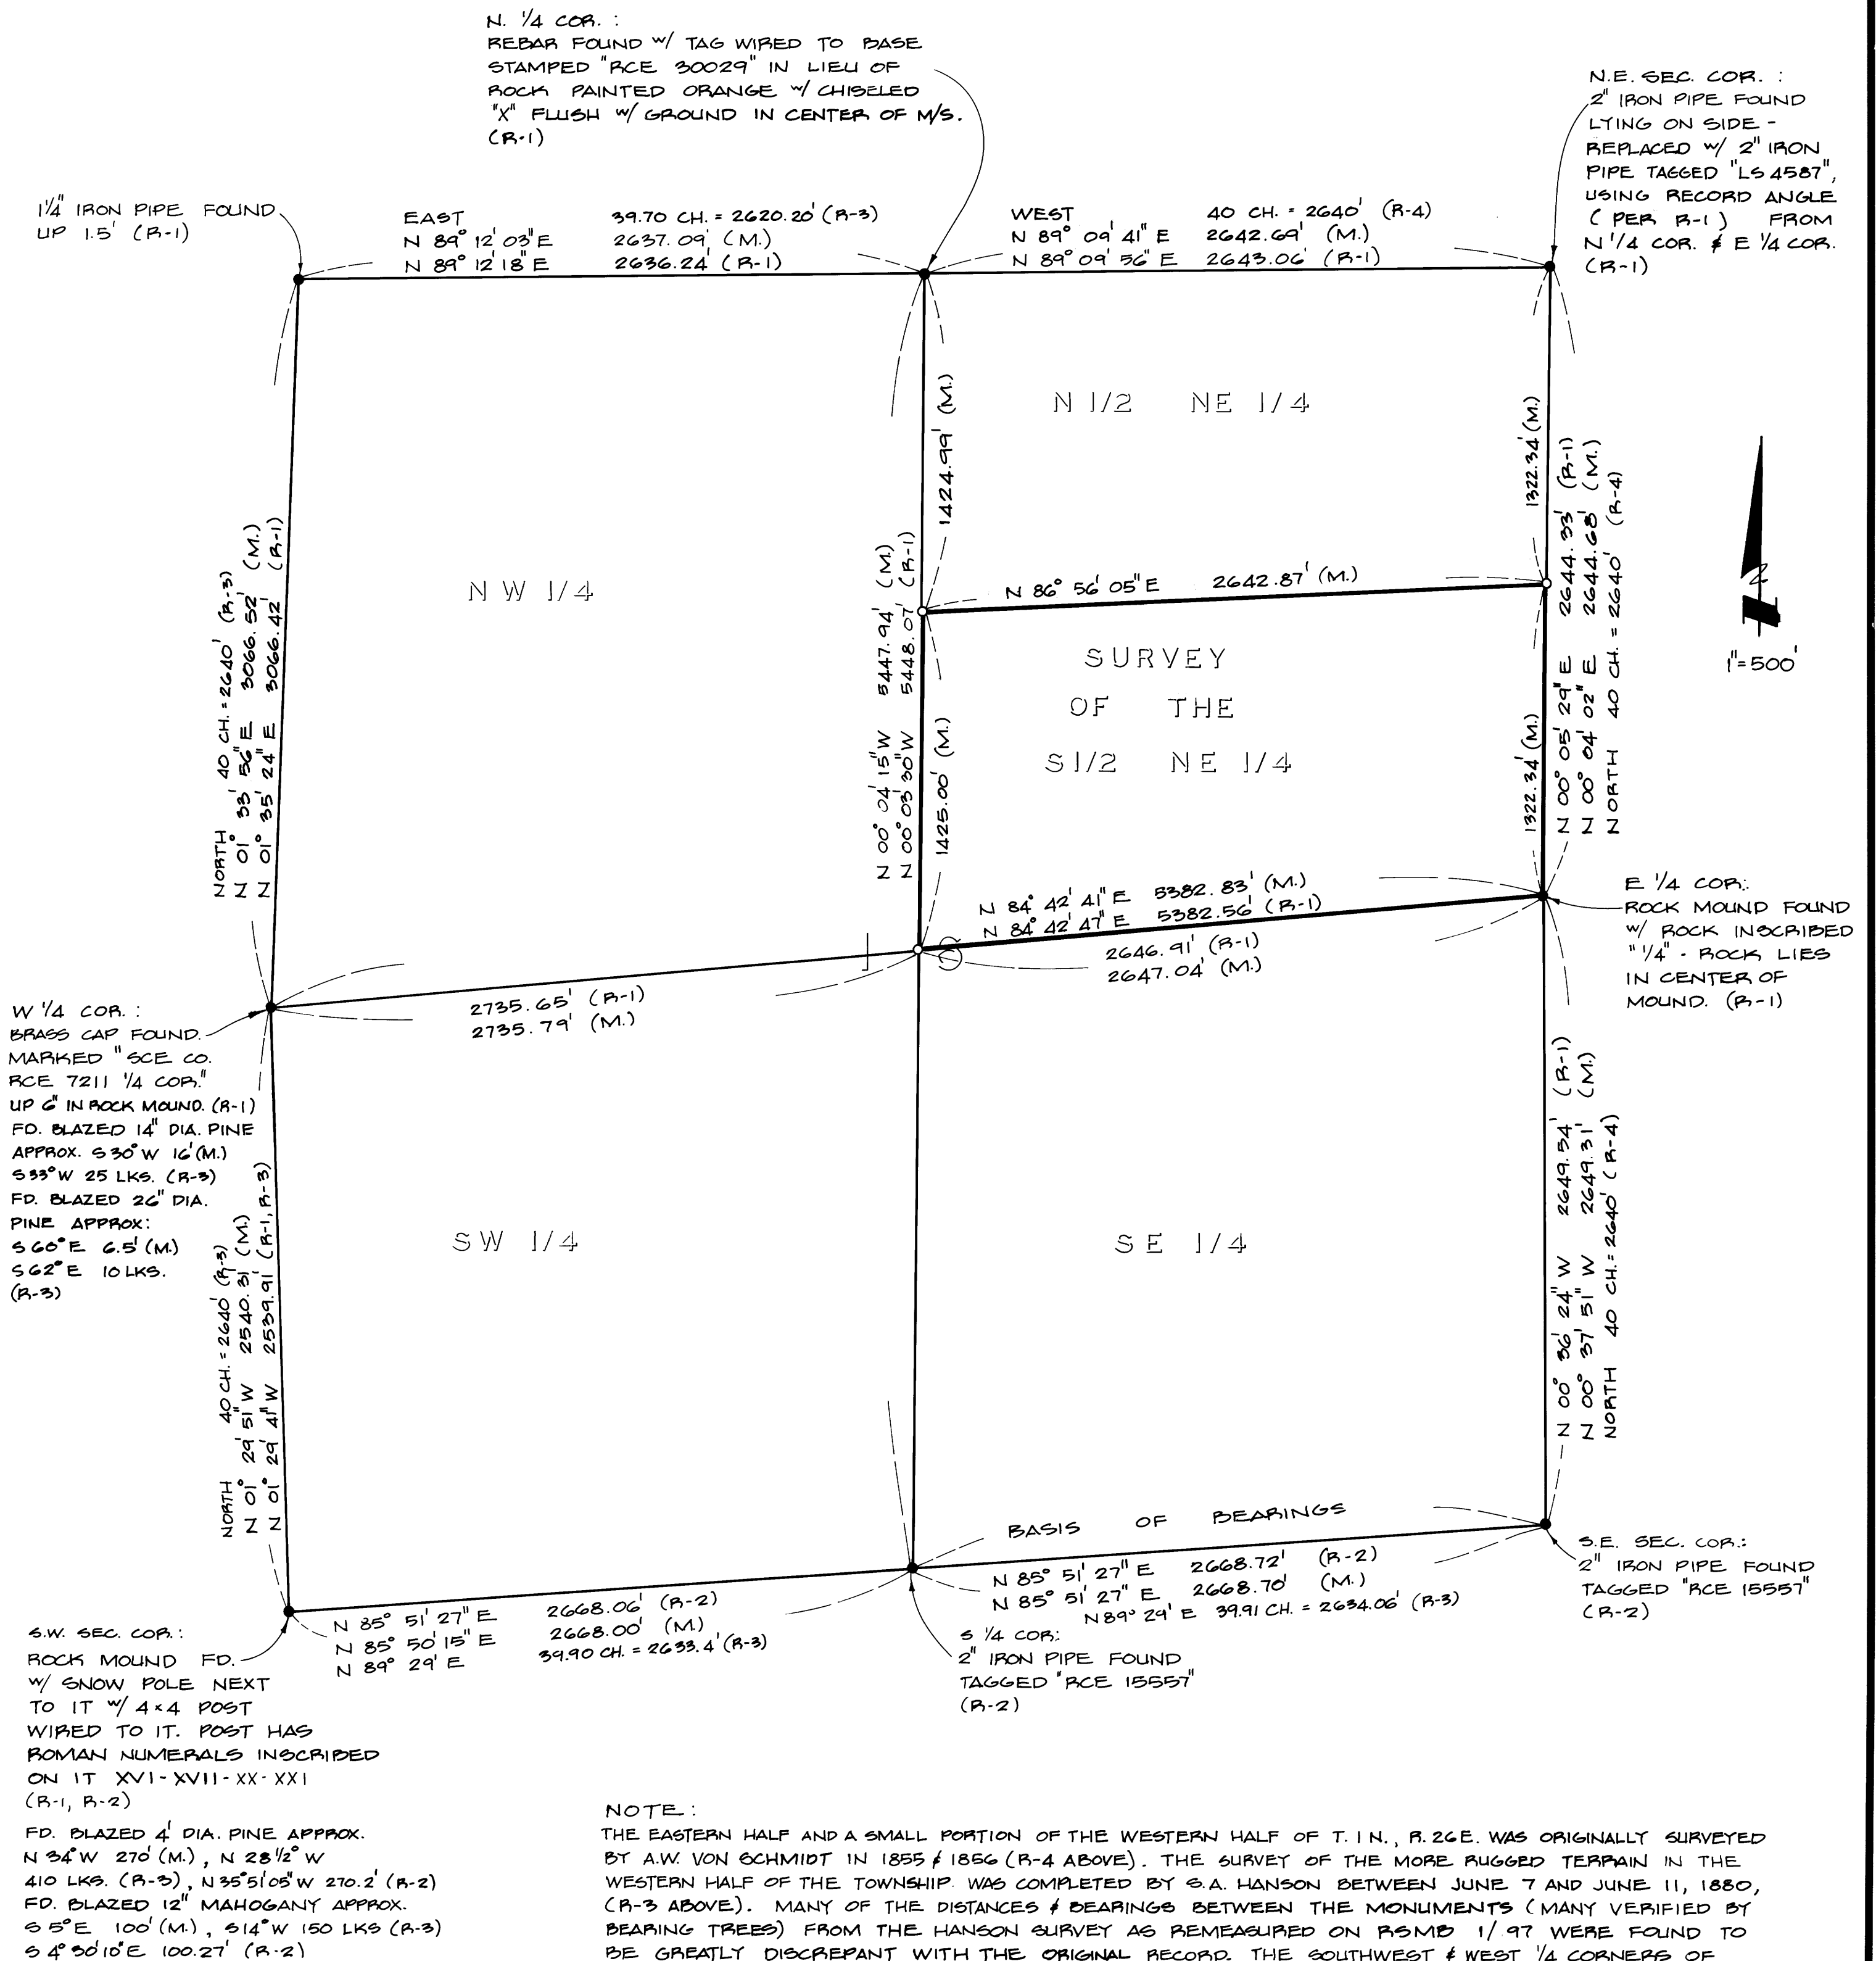 N. 1/4 COR. :
REBAR FOUND W/ TAG WIRED TO BASE
STAMPED "RCE 30029" IN LIEU OF
ROCK PAINTED ORANGE W/ CHISELED
"X" FLUSH W/ GROUND IN CENTER OF M/S.
(R-1)
N.E. SEC. COR. :
2" IRON PIPE FOUND
LYING ON SIDE -
REPLACED W/ 2" IRON
PIPE TAGGED "LS 4587",
USING RECORD ANGLE
( PER R-1 ) FROM
N 1/4 COR. & E 1/4 COR.
(R-1)
1 1/4" IRON PIPE FOUND
UP 1.5' (R-1)
EAST 39.70 CH. = 2620.20' (R-3)
N 89° 12' 03" E 2637.09' (M.)
N 89° 12' 18" E 2636.24' (R-1)
WEST 40 CH. = 2640' (R-4)
N 89° 09' 41" E 2642.69' (M.)
N 89° 09' 56" E 2643.06' (R-1)
N 1/2 NE 1/4
1424.99' (M.)
1322.34' (M.)
N 00° 05' 29" E 2644.33' (R-1)
N 00° 04' 02" E 2644.68' (M.)
NORTH 40 CH. = 2640' (R-4)
N
1"=500'
NW 1/4
NORTH 40 CH. = 2640' (R-3)
N 01° 33' 56" E 3066.52' (M.)
N 01° 35' 24" E 3066.42' (R-1)
N 00° 04' 15" W 5447.94' (M)
N 00° 03' 30" W 5448.07' (R-1)
N 86° 56' 05" E 2642.87' (M.)
SURVEY
OF THE
S1/2 NE 1/4
1425.00' (M.)
1322.34' (M.)
N 84° 42' 41" E 5382.83' (M.)
N 84° 42' 47" E 5382.56' (R-1)
2646.91' (R-1)
2647.04' (M.)
2735.65' (R-1)
2735.79' (M.)
E 1/4 COR.:
ROCK MOUND FOUND
W/ ROCK INSCRIBED
"1/4" - ROCK LIES
IN CENTER OF
MOUND. (R-1)
W 1/4 COR. :
BRASS CAP FOUND.
MARKED "SCE CO.
RCE 7211 1/4 COR."
UP 6" IN ROCK MOUND. (R-1)
FD. BLAZED 14" DIA. PINE
APPROX. S 30° W 16' (M.)
S 33° W 25 LKS. (R-3)
FD. BLAZED 26" DIA.
PINE APPROX:
S 60° E 6.5' (M.)
S 62° E 10 LKS.
(R-3)
NORTH 40 CH. = 2640' (R-3)
N 01° 29' 51" W 2540.31' (M.)
N 01° 29' 41" W 2539.91' (R-1, R-3)
SW 1/4
SE 1/4
N 00° 36' 24" W 2649.54' (R-1)
N 00° 37' 51" W 2649.31' (M.)
NORTH 40 CH. = 2640' (R-4)
BASIS OF BEARINGS
N 85° 51' 27" E 2668.72' (R-2)
N 85° 51' 27" E 2668.70' (M.)
N 89° 29' E 39.91 CH. = 2634.06' (R-3)
N 85° 51' 27" E 2668.06' (R-2)
N 85° 50' 15" E 2668.00' (M.)
N 89° 29' E 39.90 CH. = 2633.4' (R-3)
S.E. SEC. COR.:
2" IRON PIPE FOUND
TAGGED "RCE 15557"
(R-2)
S 1/4 COR:
2" IRON PIPE FOUND
TAGGED "RCE 15557"
(R-2)
S.W. SEC. COR.:
ROCK MOUND FD.
W/ SNOW POLE NEXT
TO IT W/ 4x4 POST
WIRED TO IT. POST HAS
ROMAN NUMERALS INSCRIBED
ON IT XVI-XVII-XX-XXI
(R-1, R-2)
FD. BLAZED 4' DIA. PINE APPROX.
N 34° W 270' (M.), N 28 1/2° W
410 LKS. (R-3), N 35° 51' 05" W 270.2' (R-2)
FD. BLAZED 12" MAHOGANY APPROX.
S 5° E 100' (M.), S 14° W 150 LKS (R-3)
S 4° 30' 10" E 100.27' (R-2)
NOTE :
THE EASTERN HALF AND A SMALL PORTION OF THE WESTERN HALF OF T. 1 N., R. 26 E. WAS ORIGINALLY SURVEYED
BY A.W. VON SCHMIDT IN 1855 & 1856 (R-4 ABOVE). THE SURVEY OF THE MORE RUGGED TERRAIN IN THE
WESTERN HALF OF THE TOWNSHIP WAS COMPLETED BY S.A. HANSON BETWEEN JUNE 7 AND JUNE 11, 1880,
(R-3 ABOVE). MANY OF THE DISTANCES & BEARINGS BETWEEN THE MONUMENTS (MANY VERIFIED BY
BEARING TREES) FROM THE HANSON SURVEY AS REMEASURED ON RSMB 1/97 WERE FOUND TO
BE GREATLY DISCREPANT WITH THE ORIGINAL RECORD. THE SOUTHWEST & WEST 1/4 CORNERS OF